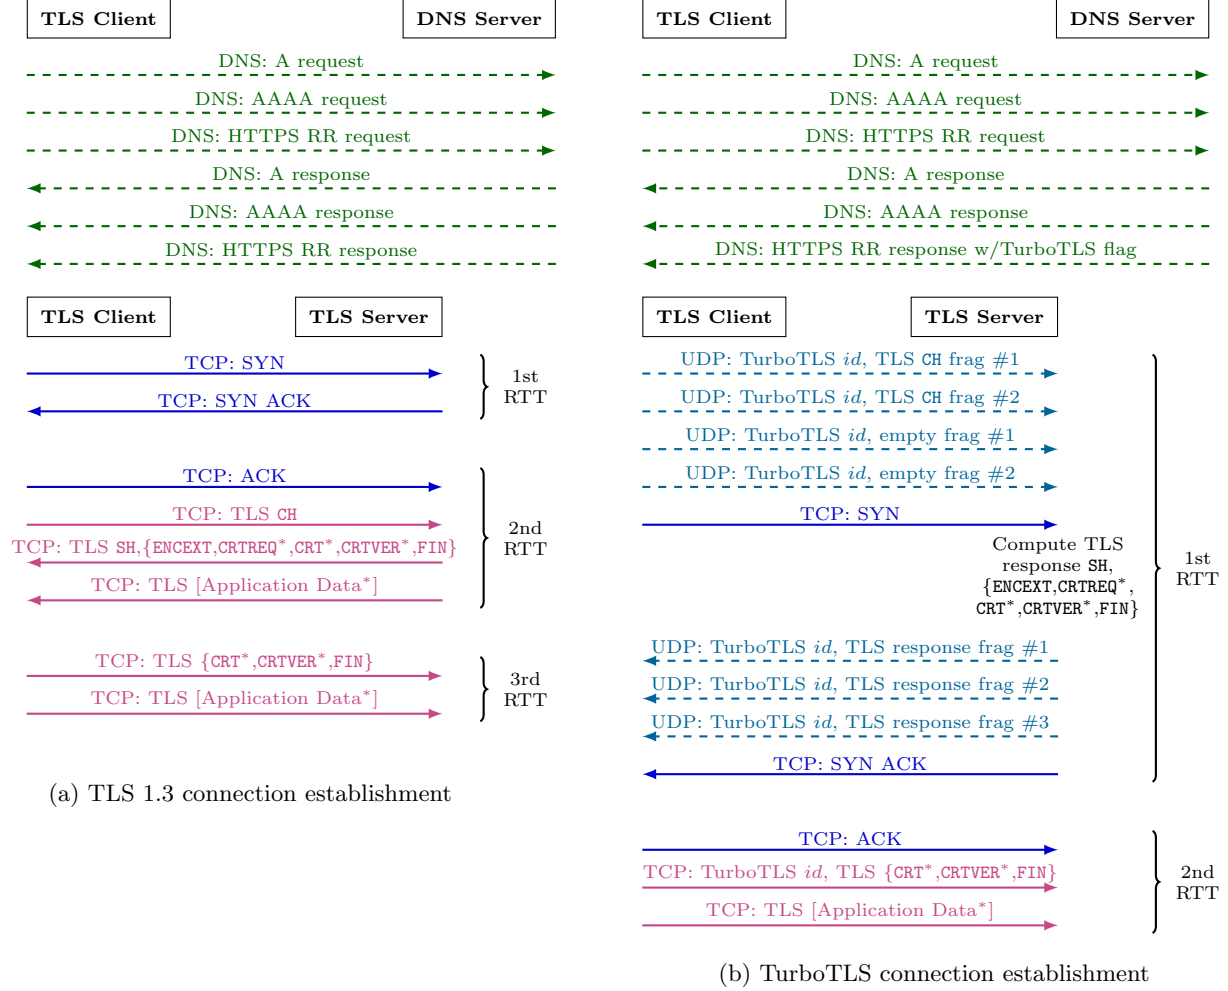 TLS Client
DNS Server
DNS: A request
DNS: AAAA request
DNS: HTTPS RR request
DNS: A response
DNS: AAAA response
DNS: HTTPS RR response
TLS Client
TLS Server
TCP: SYN
TCP: SYN ACK
1st
RTT
TCP: ACK
TCP: TLS CH
TCP: TLS SH,{ENCEXT,CRTREQ*,CRT*,CRTVER*,FIN}
TCP: TLS [Application Data*]
2nd
RTT
TCP: TLS {CRT*,CRTVER*,FIN}
TCP: TLS [Application Data*]
3rd
RTT
(a) TLS 1.3 connection establishment
TLS Client
DNS Server
DNS: A request
DNS: AAAA request
DNS: HTTPS RR request
DNS: A response
DNS: AAAA response
DNS: HTTPS RR response w/TurboTLS flag
TLS Client
TLS Server
UDP: TurboTLS id, TLS CH frag #1
UDP: TurboTLS id, TLS CH frag #2
UDP: TurboTLS id, empty frag #1
UDP: TurboTLS id, empty frag #2
TCP: SYN
Compute TLS
response SH,
{ENCEXT,CRTREQ*,
CRT*,CRTVER*,FIN}
UDP: TurboTLS id, TLS response frag #1
UDP: TurboTLS id, TLS response frag #2
UDP: TurboTLS id, TLS response frag #3
TCP: SYN ACK
1st
RTT
TCP: ACK
TCP: TurboTLS id, TLS {CRT*,CRTVER*,FIN}
TCP: TLS [Application Data*]
2nd
RTT
(b) TurboTLS connection establishment